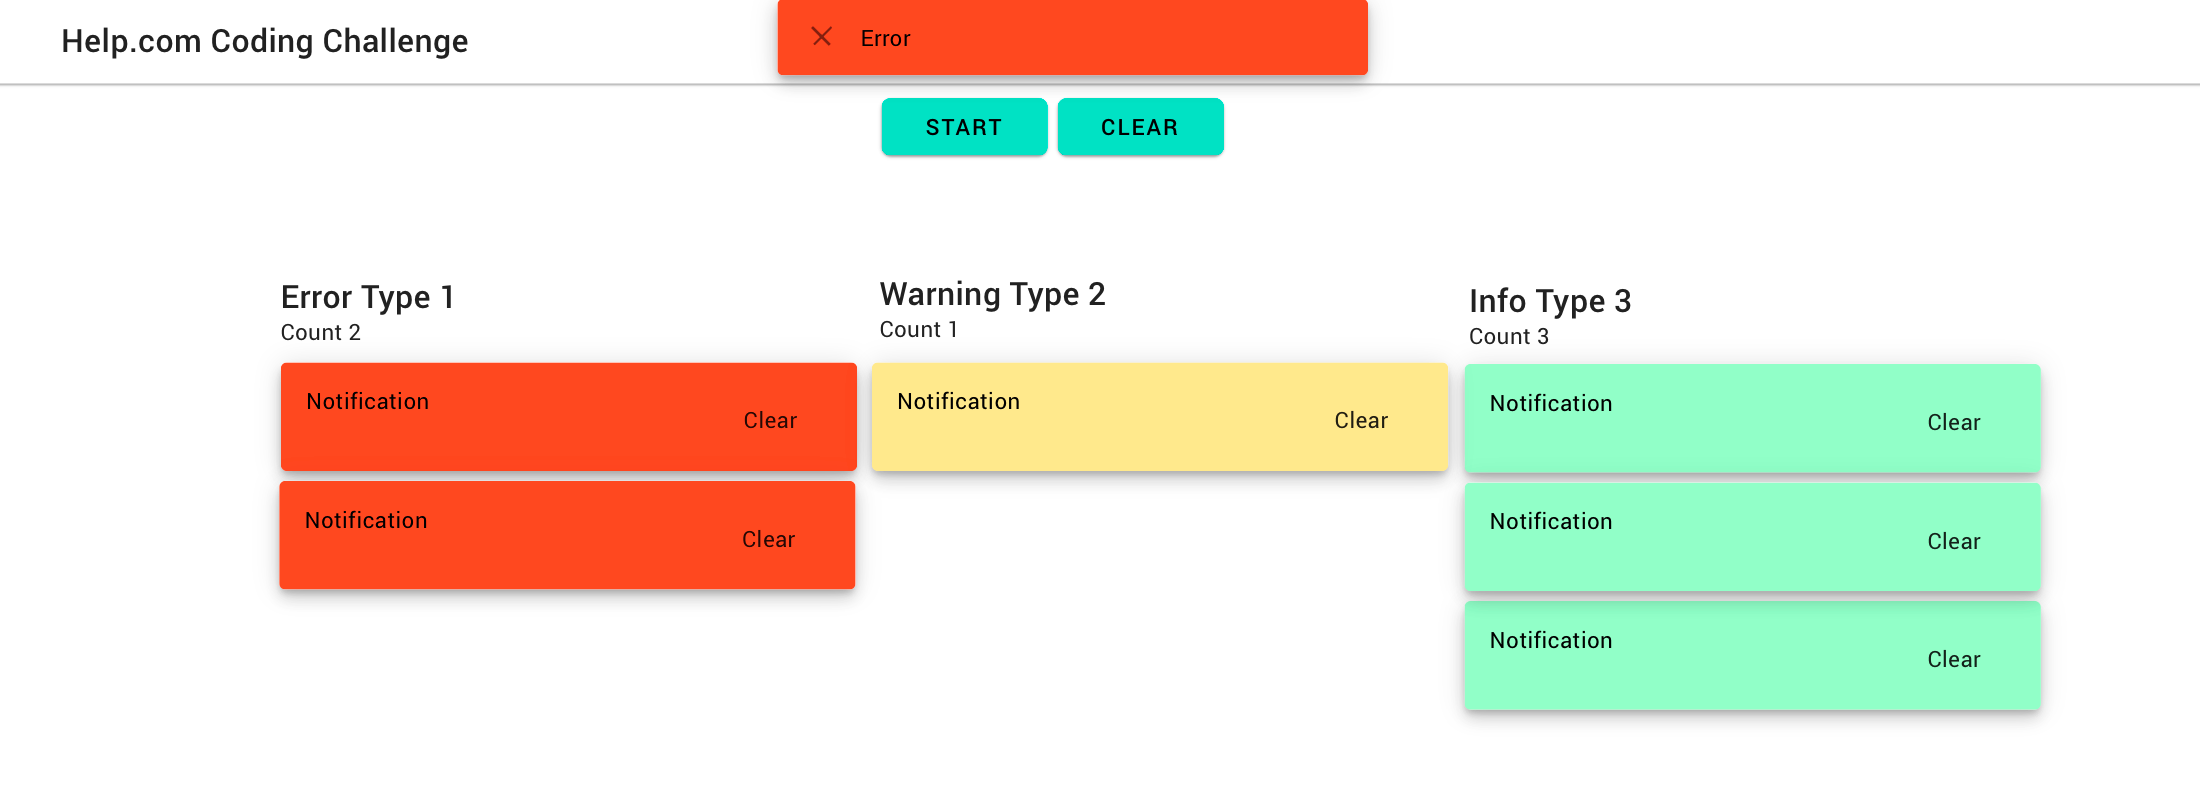 Help.com Coding Challenge
Error
START
CLEAR
Error Type 1
Count 2
Notification
Clear
Notification
Clear
Warning Type 2
Count 1
Notification
Clear
Info Type 3
Count 3
Notification
Clear
Notification
Clear
Notification
Clear